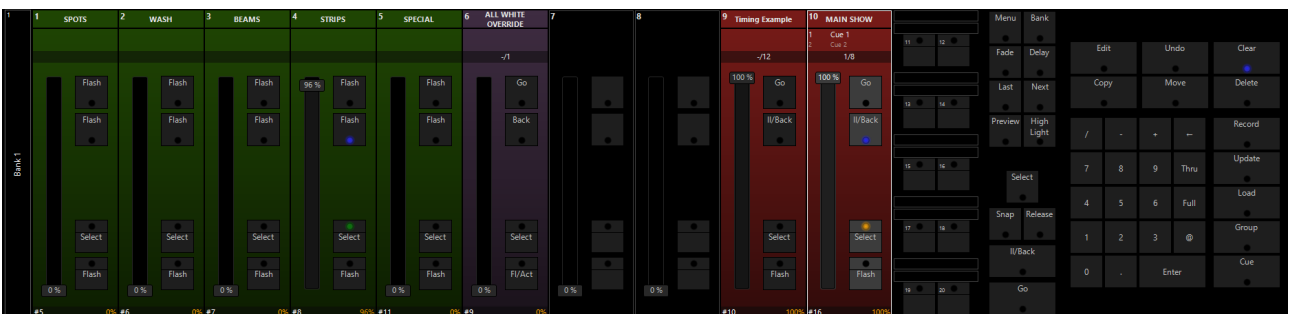 1
Bank 1
1 SPOTS
Flash
Flash
Select
Flash
0 %
#5 0%
2 WASH
Flash
Flash
Select
Flash
0 %
#6 0%
3 BEAMS
Flash
Flash
Select
Flash
0 %
#7 0%
4 STRIPS
96 %
Flash
Flash
Select
Flash
#8 96%
5 SPECIAL
Flash
Flash
Select
Flash
0 %
#11 0%
6 ALL WHITE
OVERRIDE
-/1
Go
Back
Select
Fl/Act
0 %
#9 0%
7
0 %
8
0 %
9 Timing Example
-/12
100 %
Go
II/Back
Select
Flash
#10 100%
10 MAIN SHOW
1 Cue 1
2 Cue 2
1/8
100 %
Go
II/Back
Select
Flash
#16 100%
11 12
13 14
15 16
17 18
19 20
Menu Bank
Fade Delay
Last Next
Preview High
Light
Select
Snap Release
II/Back
Go
Edit Undo Clear
Copy Move Delete
/ - + ← Record
7 8 9 Thru Update
4 5 6 Full Load
1 2 3 @ Group
0 . Enter Cue